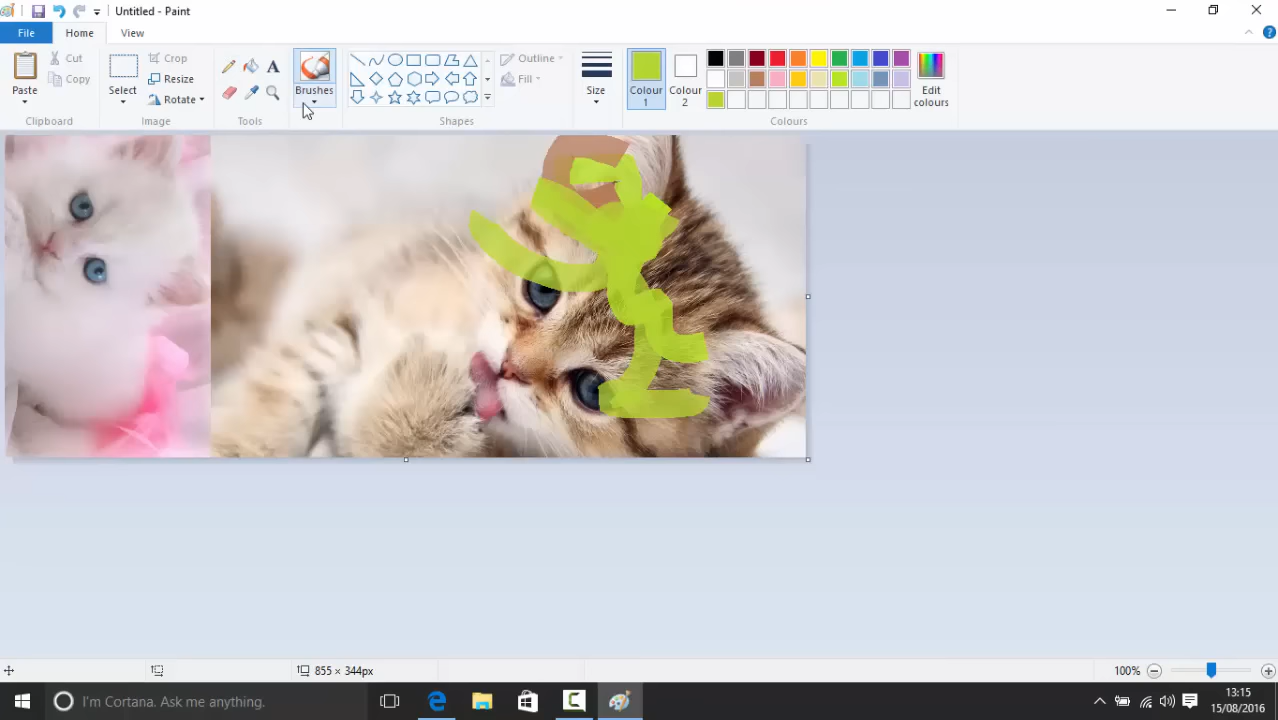 Untitled - Paint
File Home View
Cut
Copy
Paste
Clipboard
Crop
Resize
Rotate
Select
Image
Tools
Brushes
Outline
Fill
Shapes
Size
Colour 1
Colour 2
Edit colours
Colours
855 × 344px
100%
I'm Cortana. Ask me anything.
13:15
15/08/2016